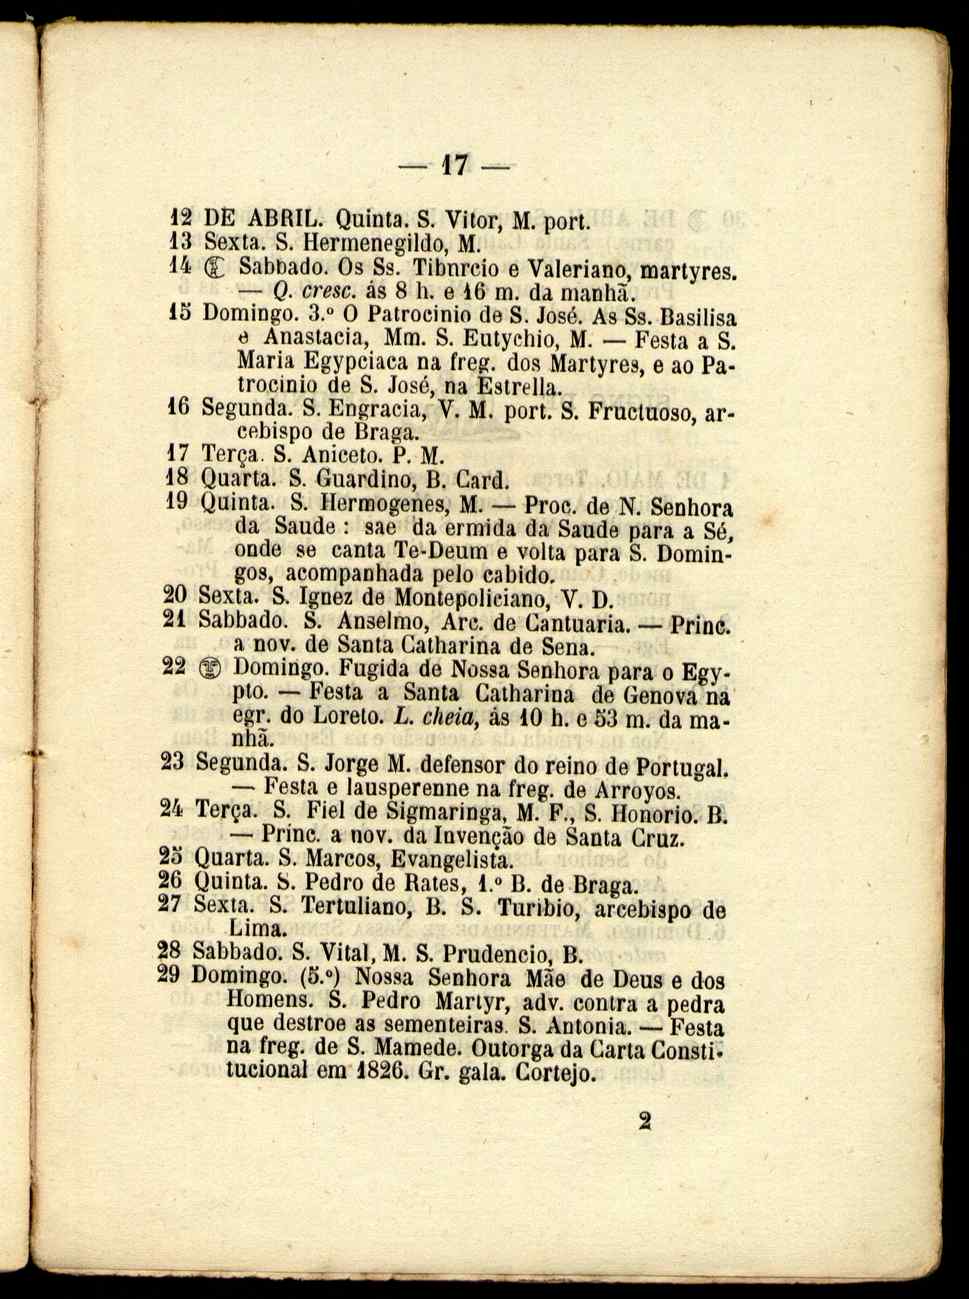 — 17 —
12 DE ABRIL. Quinta. S. Vitor, M. port.
13 Sexta. S. Hermenegildo, M.
14 Sabbado. Os Ss. Tibnrcio e Valeriano, martyres.
— Q. cresc. ás 8 h. e 16 m. da manhã.
15 Domingo. 3.º O Patrocinio de S. José. As Ss. Basilisa
e Anastacia, Mm. S. Eutychio, M. — Festa a S.
Maria Egypciaca na freg. dos Martyres, e ao Pa-
trocinio de S. José, na Estrella.
16 Segunda. S. Engracia, V. M. port. S. Fructuoso, ar-
cebispo de Braga.
17 Terça. S. Aniceto. P. M.
18 Quarta. S. Guardino, B. Card.
19 Quinta. S. Hermogenes, M. — Proc. de N. Senhora
da Saude : sae da ermida da Saude para a Sé,
onde se canta Te-Deum e volta para S. Domin-
gos, acompanhada pelo cabido.
20 Sexta. S. Ignez de Montepoliciano, V. D.
21 Sabbado. S. Anselmo, Arc. de Cantuaria. — Princ.
a nov. de Santa Catharina de Sena.
22 Domingo. Fugida de Nossa Senhora para o Egy-
pto. — Festa a Santa Catharina de Genova na
egr. do Loreto. L. cheia, ás 10 h. e 53 m. da ma-
nhã.
23 Segunda. S. Jorge M. defensor do reino de Portugal.
— Festa e lausperenne na freg. de Arroyos.
24 Terça. S. Fiel de Sigmaringa, M. F., S. Honorio. B.
— Princ. a nov. da Invenção de Santa Cruz.
25 Quarta. S. Marcos, Evangelista.
26 Quinta. S. Pedro de Rates, 1.º B. de Braga.
27 Sexta. S. Tertuliano, B. S. Turibio, arcebispo de
Lima.
28 Sabbado. S. Vital, M. S. Prudencio, B.
29 Domingo. (5.º) Nossa Senhora Mãe de Deus e dos
Homens. S. Pedro Martyr, adv. contra a pedra
que destroe as sementeiras. S. Antonia. — Festa
na freg. de S. Mamede. Outorga da Carta Consti-
tucional em 1826. Gr. gala. Cortejo.
2